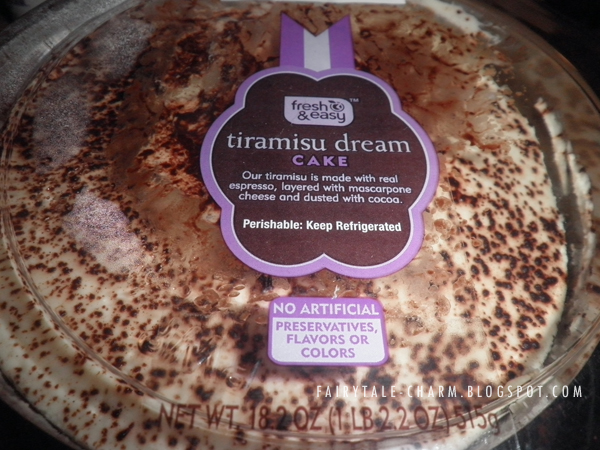 fresh
&easy™
tiramisu dream
CAKE
Our tiramisu is made with real
espresso, layered with mascarpone
cheese and dusted with cocoa.
Perishable: Keep Refrigerated
NO ARTIFICIAL
PRESERVATIVES,
FLAVORS OR
COLORS
FAIRYTALE-CHARM.BLOGSPOT.COM
NET WT. 18.2 OZ (1 LB 2.2 OZ) 515g